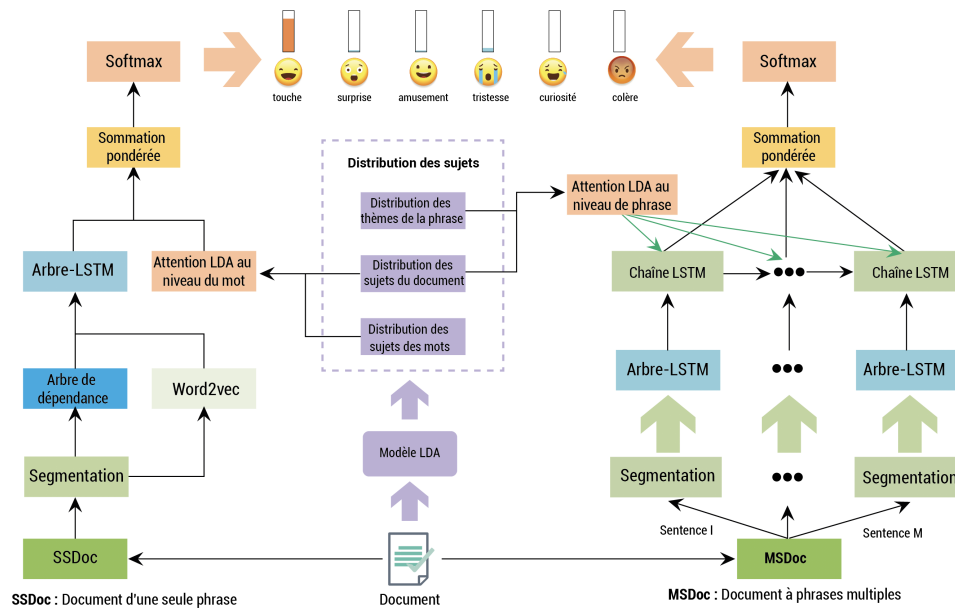 Softmax
touche
surprise
amusement
tristesse
curiosité
colère
Softmax
Sommation
pondérée
Distribution des sujets
Sommation
pondérée
Distribution des
thèmes de la phrase
Attention LDA au
niveau de phrase
Arbre-LSTM
Attention LDA au
niveau du mot
Distribution des
sujets du document
Chaîne LSTM
Chaîne LSTM
Distribution des
sujets des mots
Arbre de
dépendance
Word2vec
Arbre-LSTM
Arbre-LSTM
Modèle LDA
Segmentation
Segmentation
Segmentation
Sentence I
Sentence M
SSDoc
MSDoc
SSDoc : Document d'une seule phrase
Document
MSDoc : Document à phrases multiples